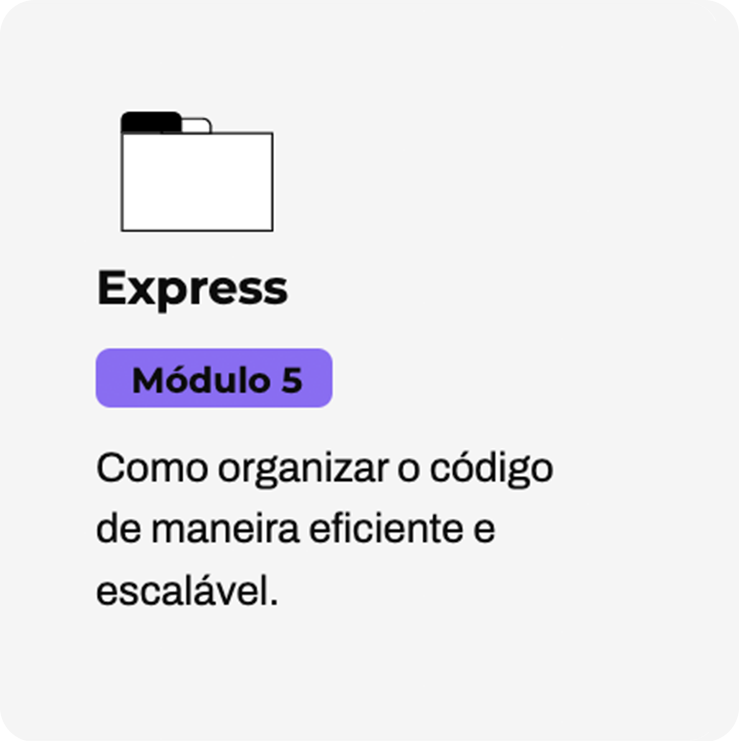 Express
Módulo 5
Como organizar o código
de maneira eficiente e
escalável.